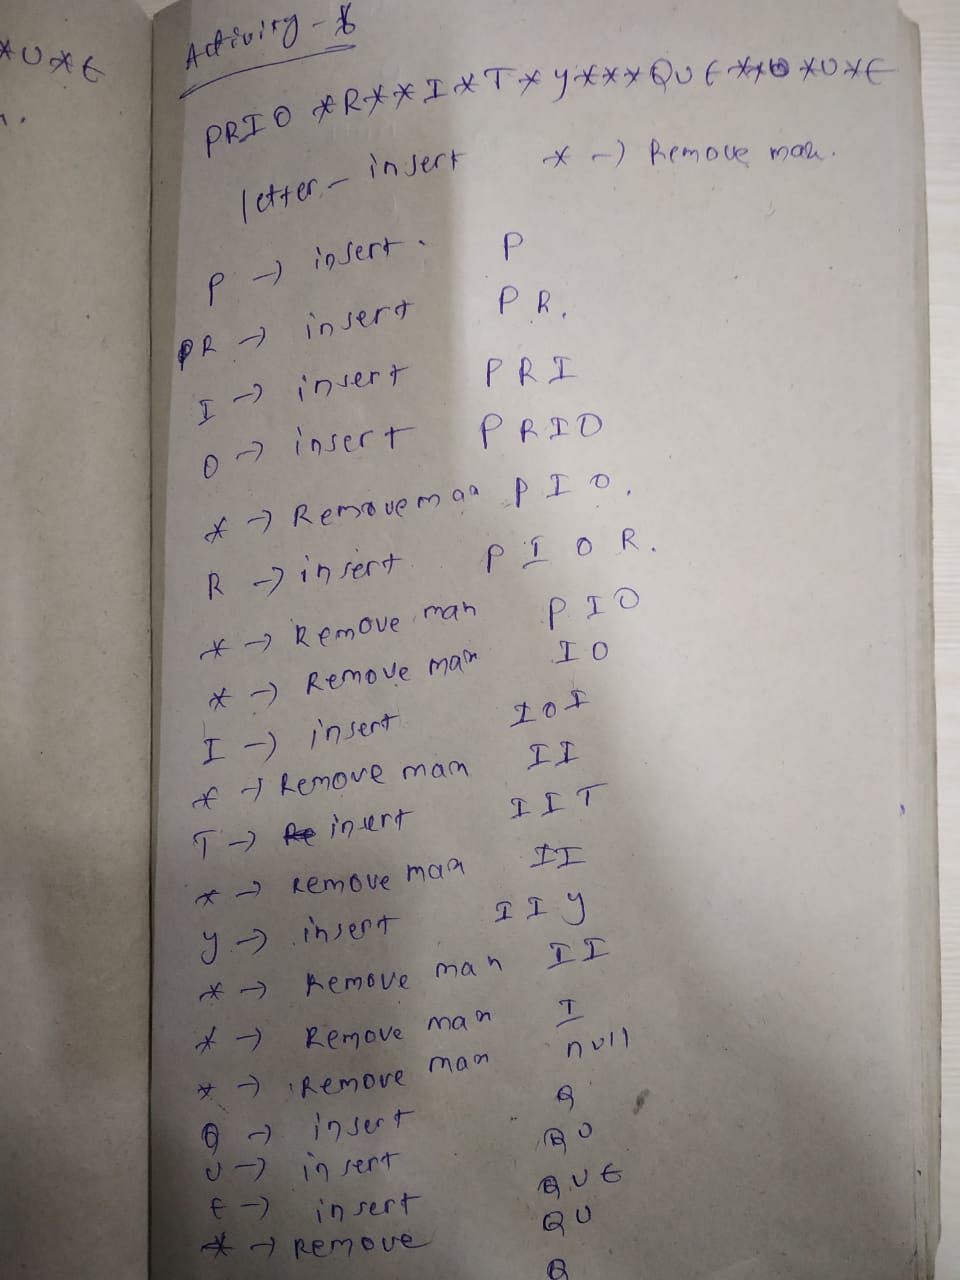 *U*E
Activity -
PRIO *R**I*T*Y***QUE***U*E
letter - insert * -> Remove max.
P -> insert. P
R -> insert PR.
I -> insert PRI
O -> insert PRIO
* -> Remove max PIO.
R -> insert PIOR.
* -> Remove max PIO
* -> Remove max IO
I -> insert IOI
* -> Remove max II
T -> insert IIT
* -> Remove max II
y -> insert IIy
* -> Remove max II
* -> Remove max I
* -> Remove max null
Q -> insert Q
U -> insert QU
E -> insert QUE
* -> Remove QU
Q